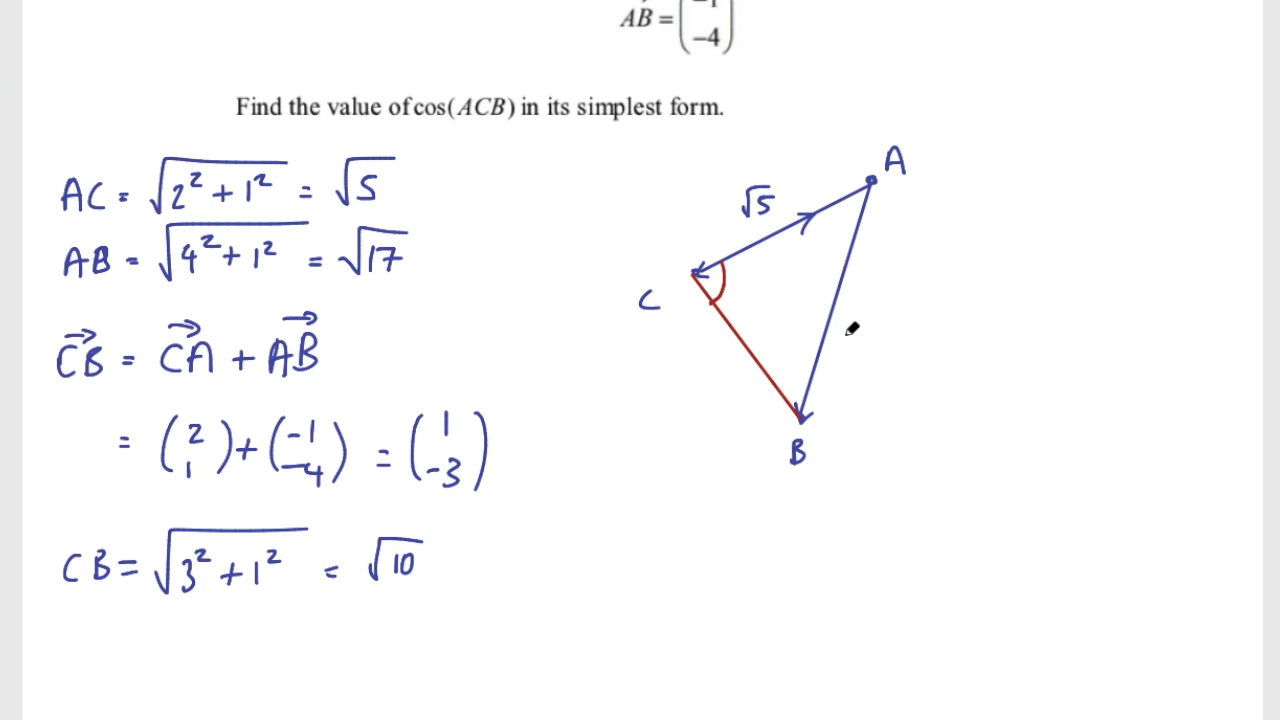 AB = (-1
-4)
Find the value of cos(ACB) in its simplest form.
AC = √2² + 1² = √5
AB = √4² + 1² = √17
CB = CA + AB
= (2 1) + (-1 -4) = (1 -3)
CB = √3² + 1² = √10
A
√5
C
B